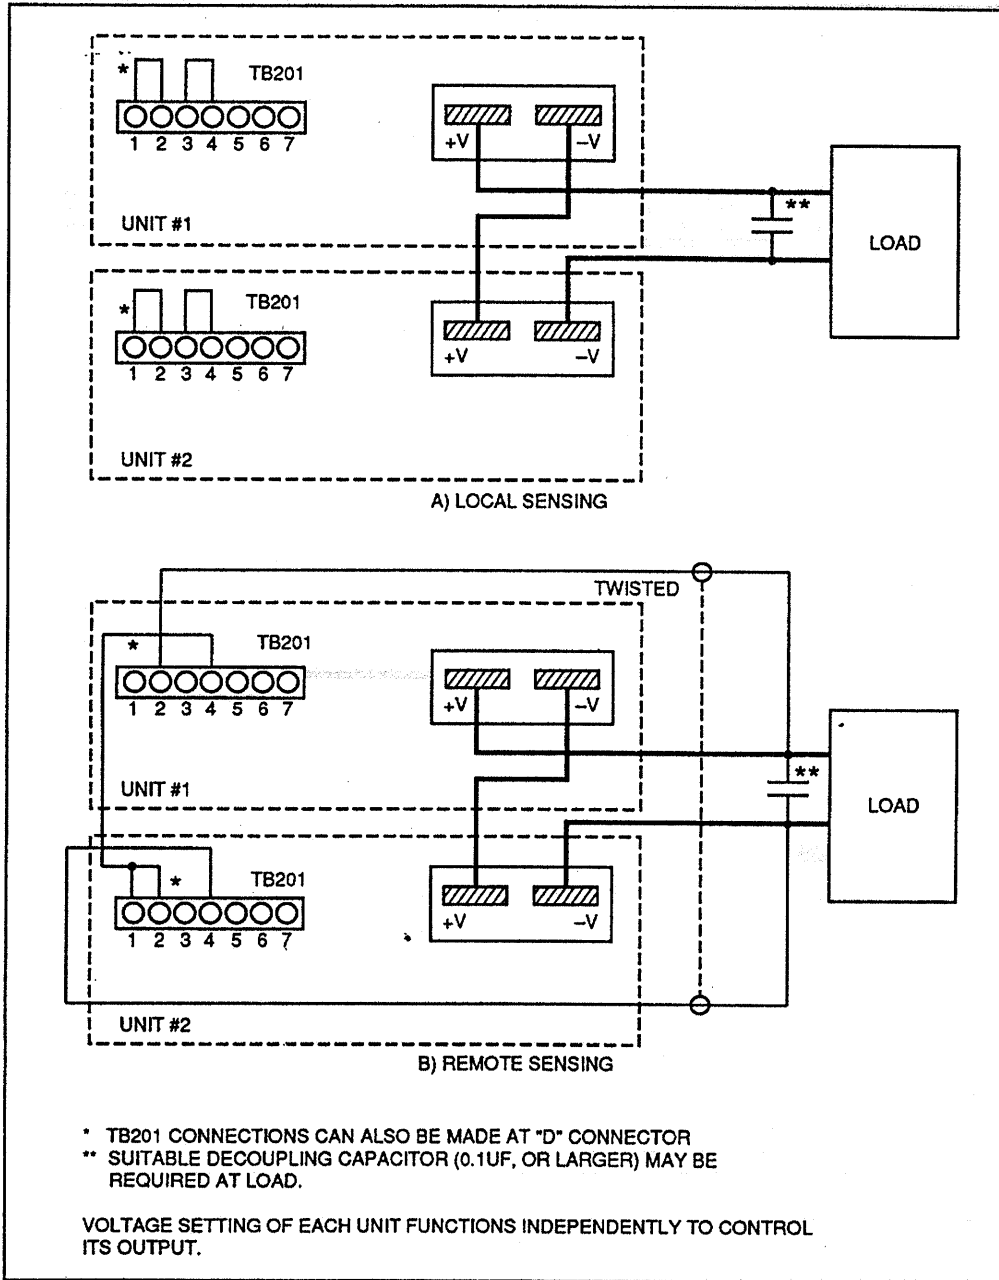 * TB201
1 2 3 4 5 6 7
+V -V
UNIT #1
**
LOAD
* TB201
1 2 3 4 5 6 7
+V -V
UNIT #2
A) LOCAL SENSING
TWISTED
* TB201
1 2 3 4 5 6 7
+V -V
UNIT #1
**
LOAD
* TB201
1 2 3 4 5 6 7
+V -V
UNIT #2
B) REMOTE SENSING
* TB201 CONNECTIONS CAN ALSO BE MADE AT "D" CONNECTOR
** SUITABLE DECOUPLING CAPACITOR (0.1UF, OR LARGER) MAY BE
REQUIRED AT LOAD.
VOLTAGE SETTING OF EACH UNIT FUNCTIONS INDEPENDENTLY TO CONTROL
ITS OUTPUT.